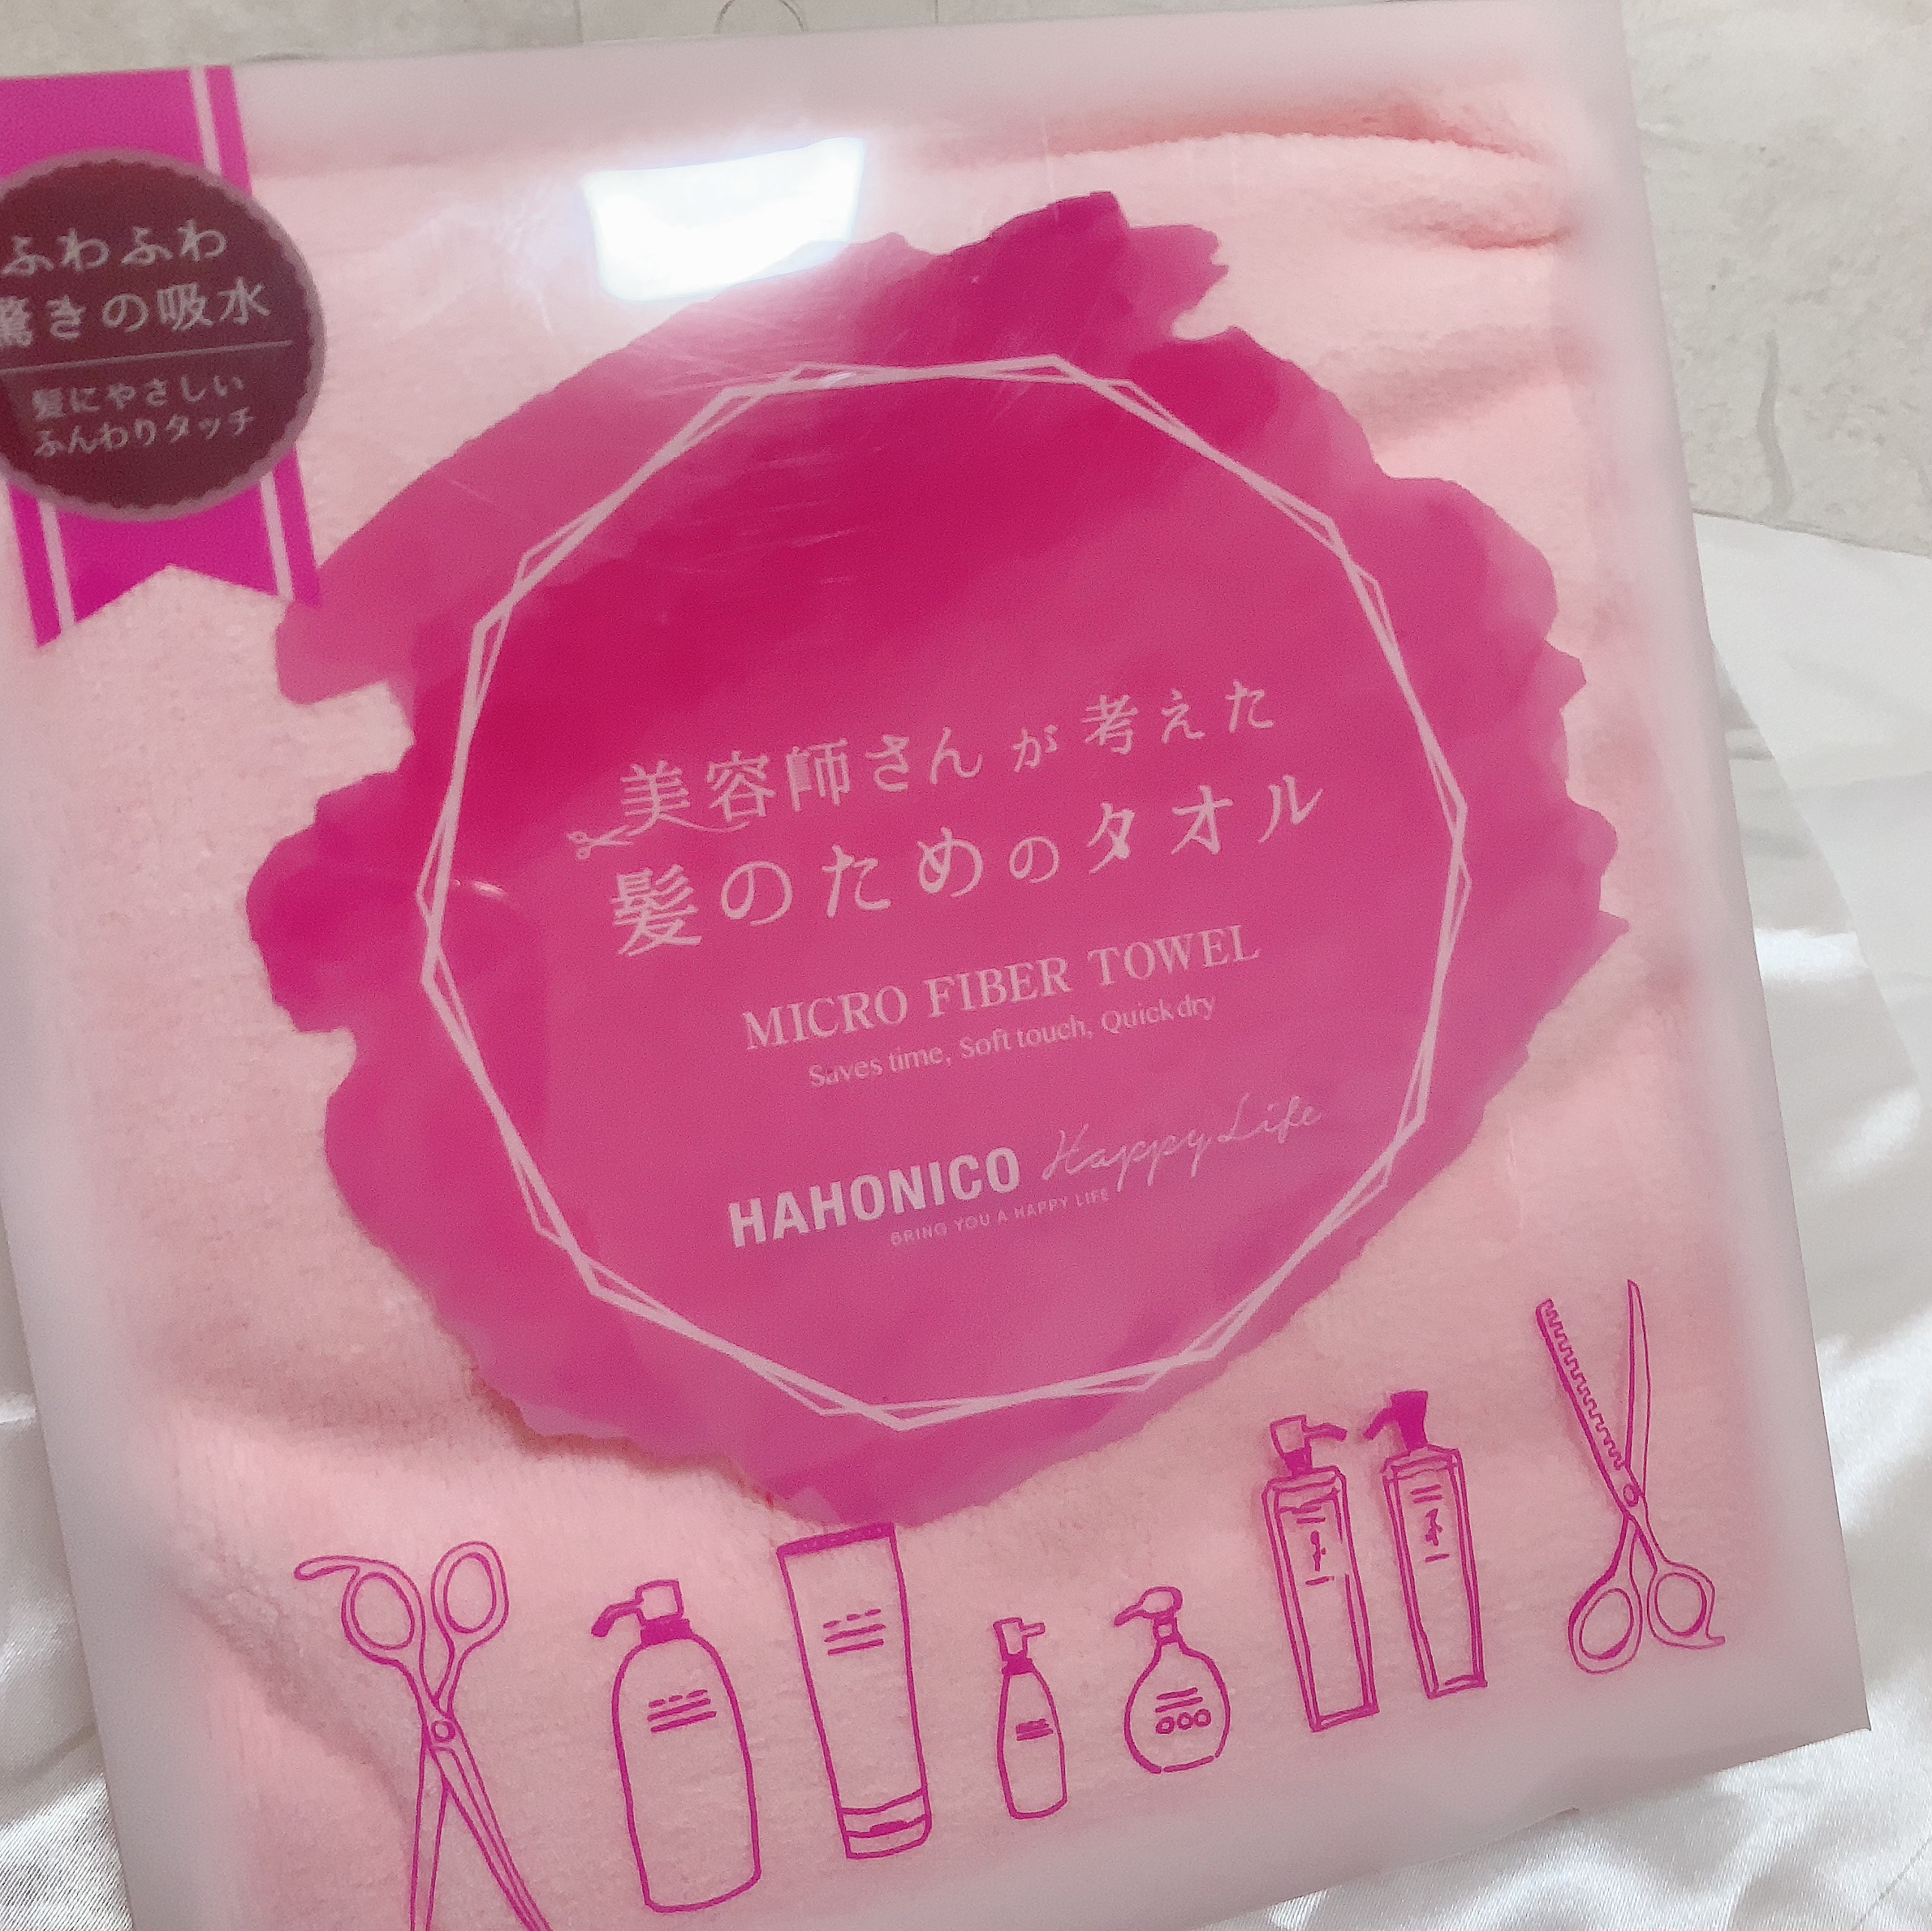 ふわふわ
驚きの吸水
髪にやさしい
ふんわりタッチ
美容師さんが考えた
髪のためのタオル
MICRO FIBER TOWEL
Saves time, Soft touch, Quick dry
HAHONICO Happy Life
BRING YOU A HAPPY LIFE